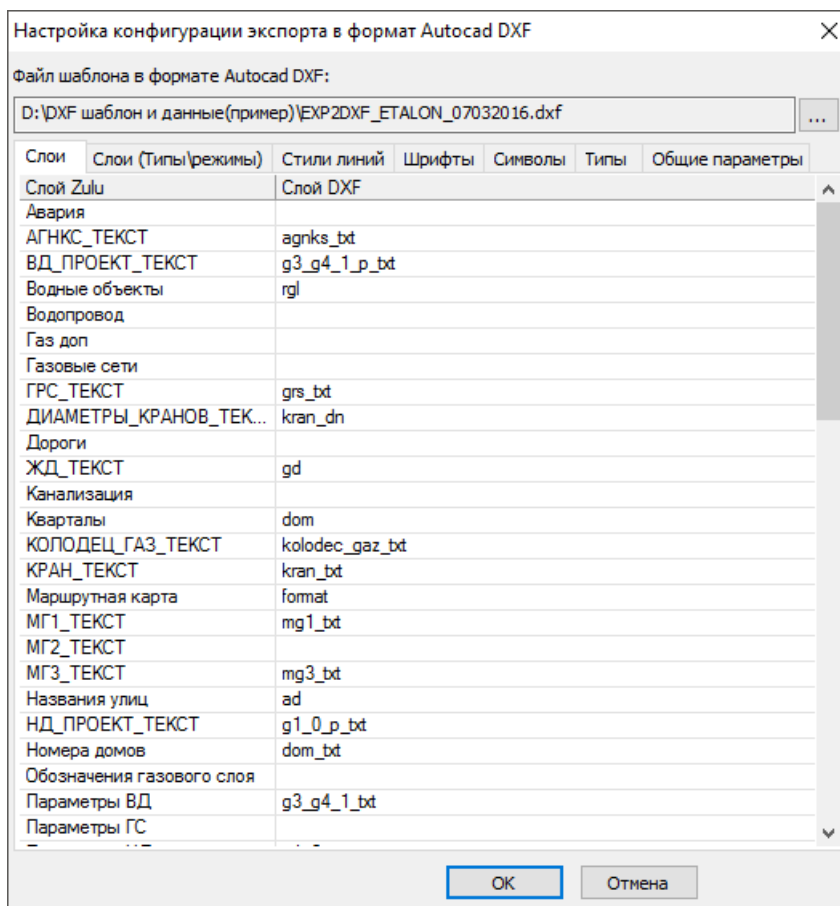 Настройка конфигурации экспорта в формат Autocad DXF
Файл шаблона в формате Autocad DXF:
D:\DXF шаблон и данные(пример)\EXP2DXF_ETALON_07032016.dxf ...
Слои Слои (Типы\режимы) Стили линий Шрифты Символы Типы Общие параметры
Слой Zulu Слой DXF
Авария
АГНКС_ТЕКСТ agnks_txt
ВД_ПРОЕКТ_ТЕКСТ g3_g4_1_p_txt
Водные объекты rgl
Водопровод
Газ доп
Газовые сети
ГРС_ТЕКСТ grs_txt
ДИАМЕТРЫ_КРАНОВ_ТЕК... kran_dn
Дороги
ЖД_ТЕКСТ gd
Канализация
Кварталы dom
КОЛОДЕЦ_ГАЗ_ТЕКСТ kolodec_gaz_txt
КРАН_ТЕКСТ kran_txt
Маршрутная карта format
МГ1_ТЕКСТ mg1_txt
МГ2_ТЕКСТ
МГ3_ТЕКСТ mg3_txt
Названия улиц ad
НД_ПРОЕКТ_ТЕКСТ g1_0_p_txt
Номера домов dom_txt
Обозначения газового слоя
Параметры ВД g3_g4_1_txt
Параметры ГС
OK Отмена